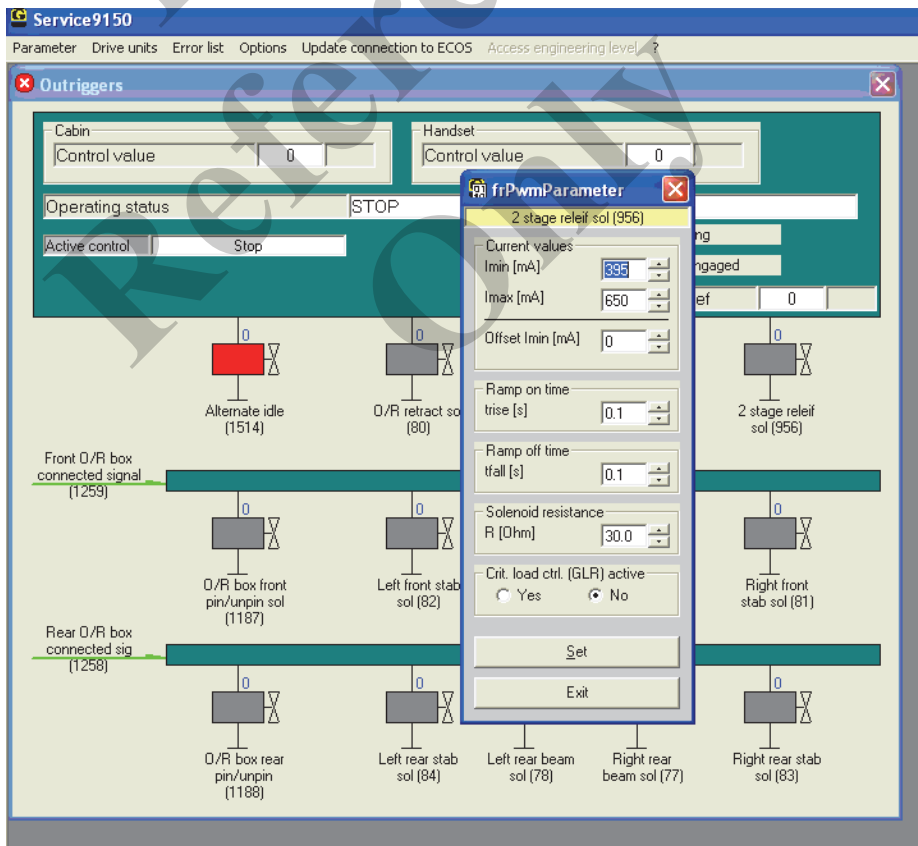 Service9150
Parameter Drive units Error list Options Update connection to ECOS Access engineering level ?
Outriggers
Cabin
Control value 0
Handset
Control value 0
Operating status STOP
Active control Stop
ng
ngaged
ef 0
frPwmParameter
2 stage releif sol (956)
Current values
Imin [mA] 395
Imax [mA] 650
Offset Imin [mA] 0
Ramp on time
trise [s] 0.1
Ramp off time
tfall [s] 0.1
Solenoid resistance
R [Ohm] 30.0
Crit. load ctrl. (GLR) active
Yes No
Set
Exit
0
Alternate idle
(1514)
0
O/R retract so
(80)
0
2 stage releif
sol (956)
Front O/R box
connected signal
(1259)
0
O/R box front
pin/unpin sol
(1187)
0
Left front stab
sol (82)
0
Right front
stab sol (81)
Rear O/R box
connected sig
(1258)
0
O/R box rear
pin/unpin
(1188)
0
Left rear stab
sol (84)
Left rear beam
sol (78)
Right rear
beam sol (77)
0
Right rear stab
sol (83)
Only